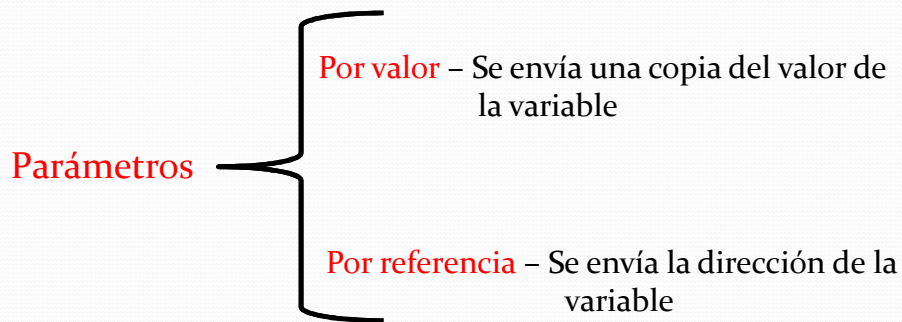 Por valor – Se envía una copia del valor de
la variable
Parámetros
Por referencia – Se envía la dirección de la
variable